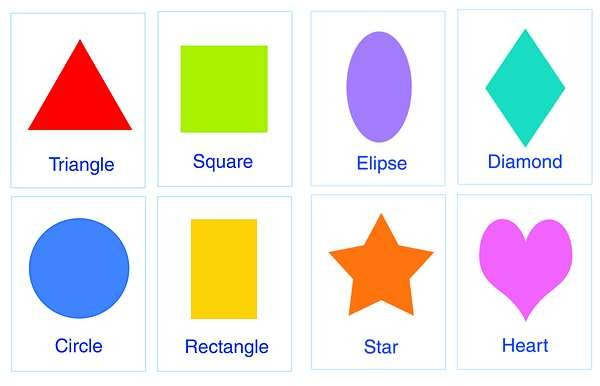 Triangle
Square
Elipse
Diamond
Circle
Rectangle
Star
Heart